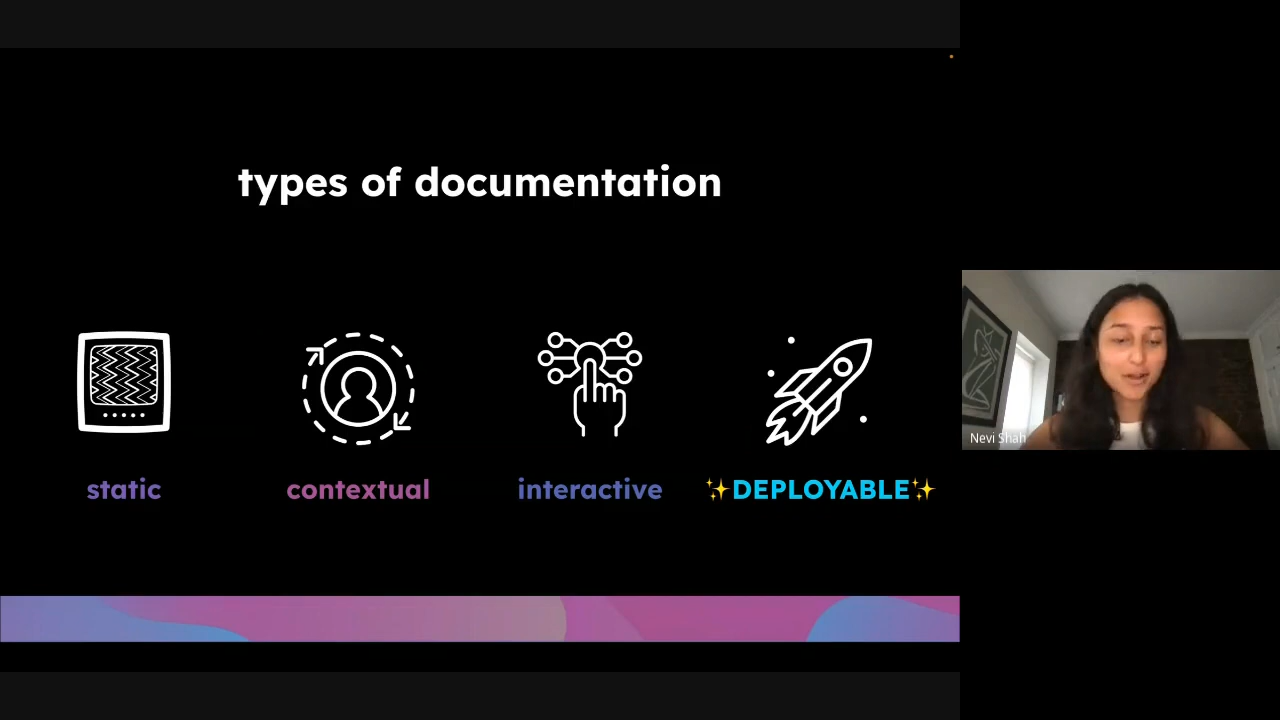 types of documentation
static
contextual
interactive
✨DEPLOYABLE✨
Nevi Shah